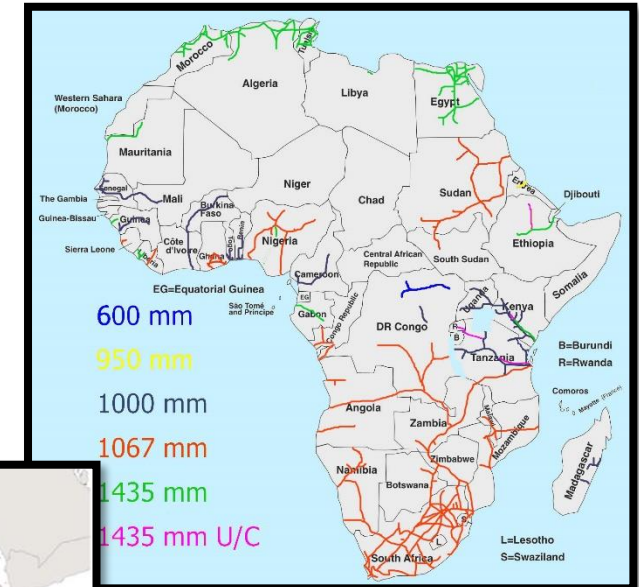 Morocco
Tunisia
Algeria
Libya
Egypt
Western Sahara
(Morocco)
Mauritania
Mali
Niger
Chad
Sudan
Eritrea
Djibouti
Senegal
The Gambia
Guinea-Bissau
Guinea
Sierra Leone
Liberia
Côte
d'Ivoire
Burkina
Faso
Ghana
Togo
Benin
Nigeria
Cameroon
Central African
Republic
South Sudan
Ethiopia
Somalia
EG=Equatorial Guinea
São Tomé
and Príncipe
EG
Gabon
Congo Republic
DR Congo
Uganda
Kenya
R
B
Tanzania
B=Burundi
R=Rwanda
600 mm
950 mm
1000 mm
1067 mm
1435 mm
1435 mm U/C
Comoros
Mayotte (France)
Angola
Zambia
Malawi
Mozambique
Zimbabwe
Namibia
Botswana
Madagascar
S
L
South Africa
L=Lesotho
S=Swaziland